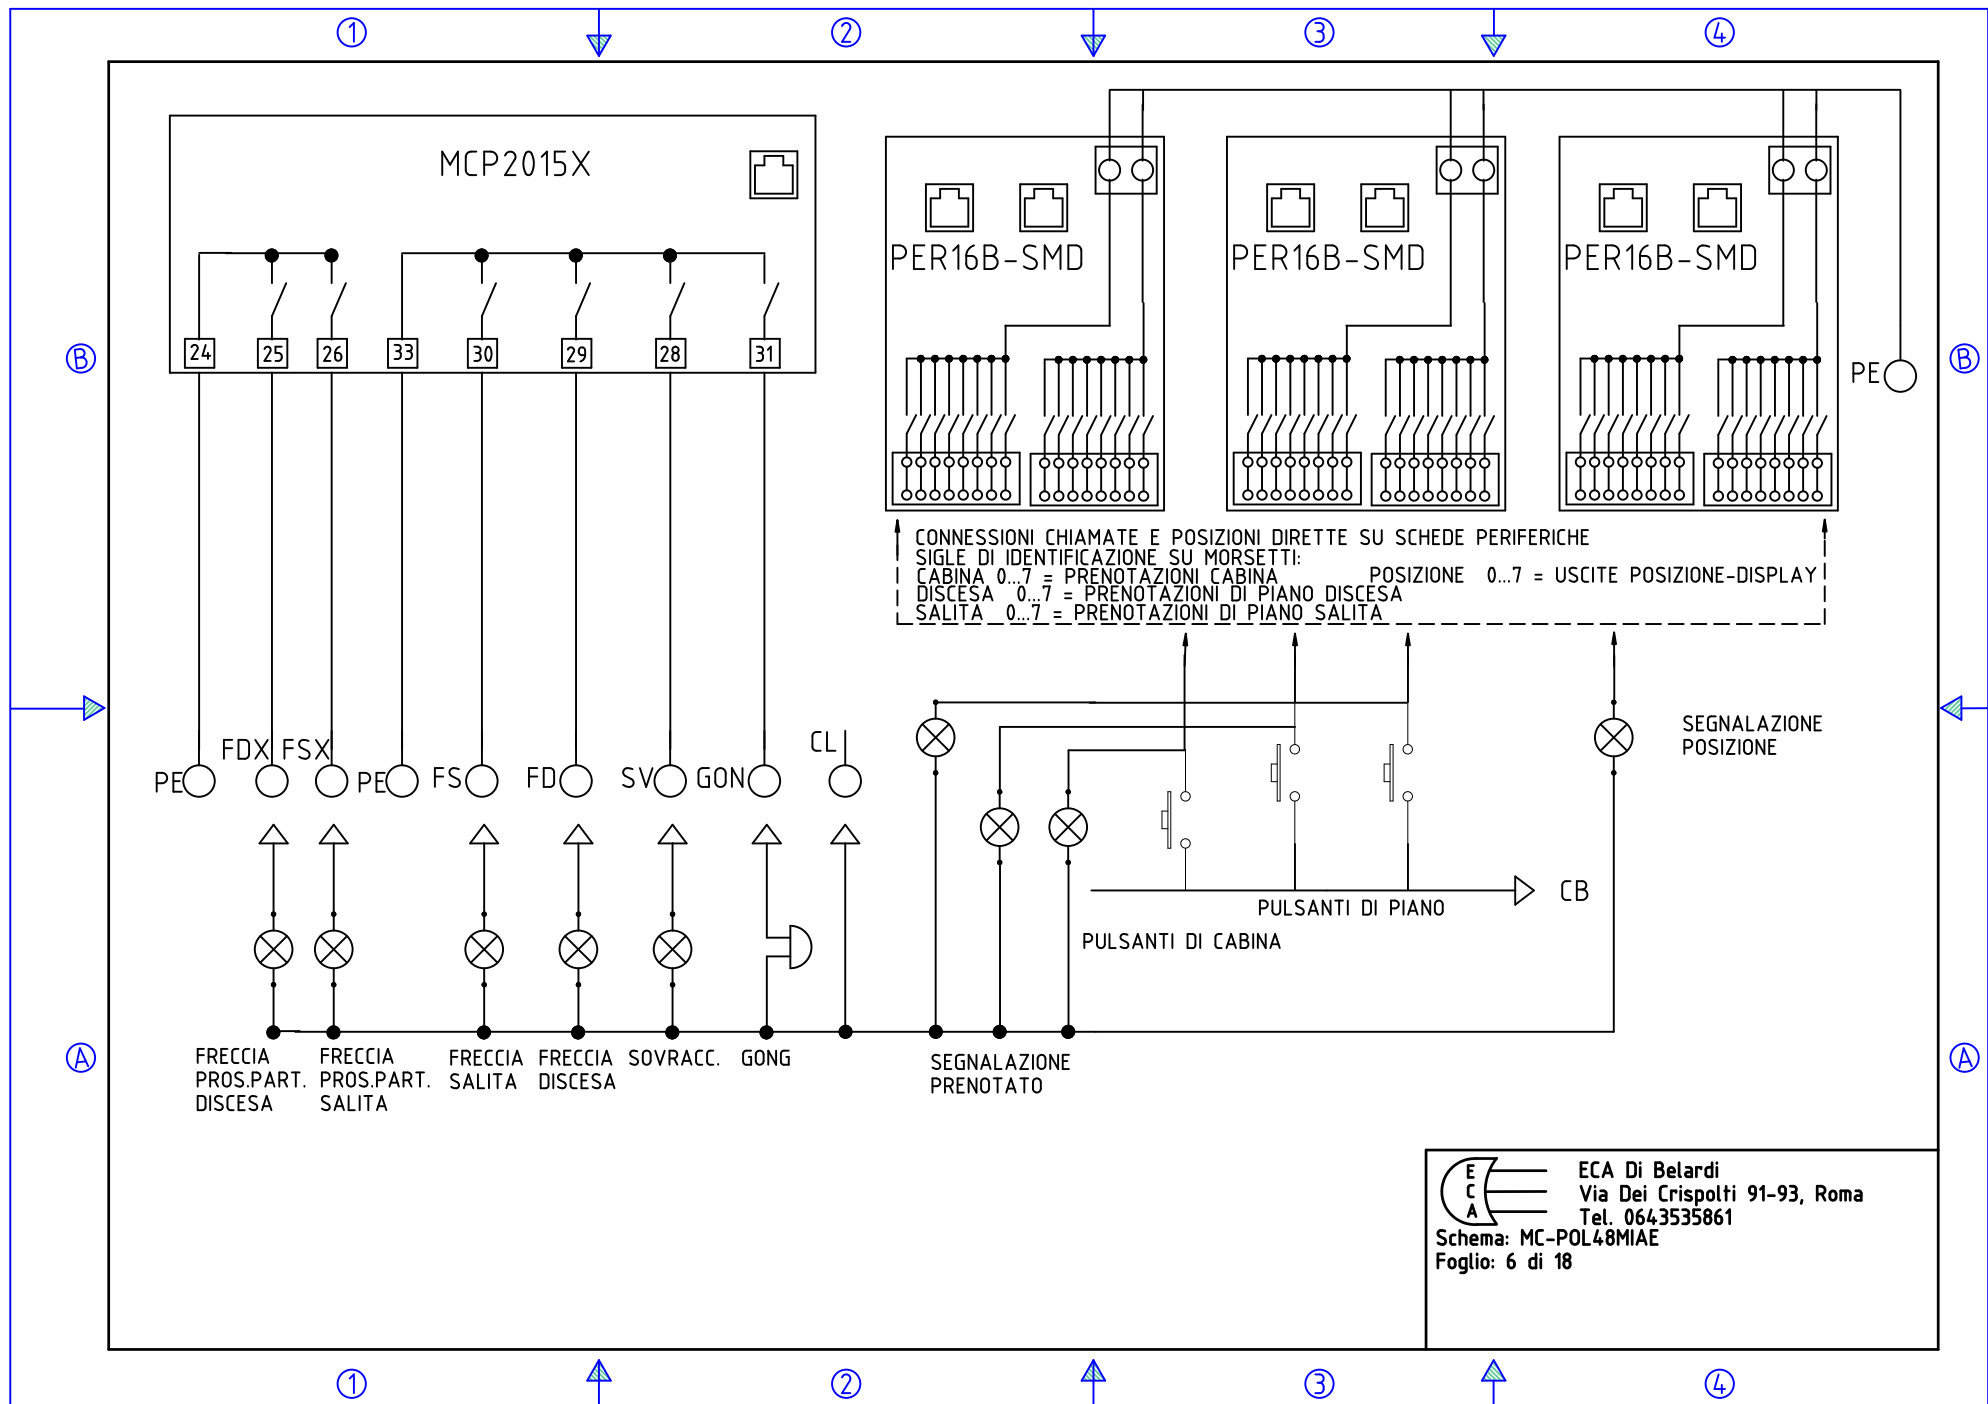 1 2 3 4
MCP2015X
PER16B-SMD PER16B-SMD PER16B-SMD
24 25 26 33 30 29 28 31
B B
PE
CONNESSIONI CHIAMATE E POSIZIONI DIRETTE SU SCHEDE PERIFERICHE
SIGLE DI IDENTIFICAZIONE SU MORSETTI:
CABINA 0...7 = PRENOTAZIONI CABINA POSIZIONE 0...7 = USCITE POSIZIONE-DISPLAY
DISCESA 0...7 = PRENOTAZIONI DI PIANO DISCESA
SALITA 0...7 = PRENOTAZIONI DI PIANO SALITA
SEGNALAZIONE
POSIZIONE
PE FDX FSX PE FS FD SV GON CL
CB
PULSANTI DI PIANO
PULSANTI DI CABINA
A A
FRECCIA
PROS.PART.
DISCESA
FRECCIA
PROS.PART.
SALITA
FRECCIA
SALITA
FRECCIA
DISCESA
SOVRACC.
GONG
SEGNALAZIONE
PRENOTATO
E
C
A
ECA Di Belardi
Via Dei Crispolti 91-93, Roma
Tel. 0643535861
Schema: MC-POL48MIAE
Foglio: 6 di 18
1 2 3 4